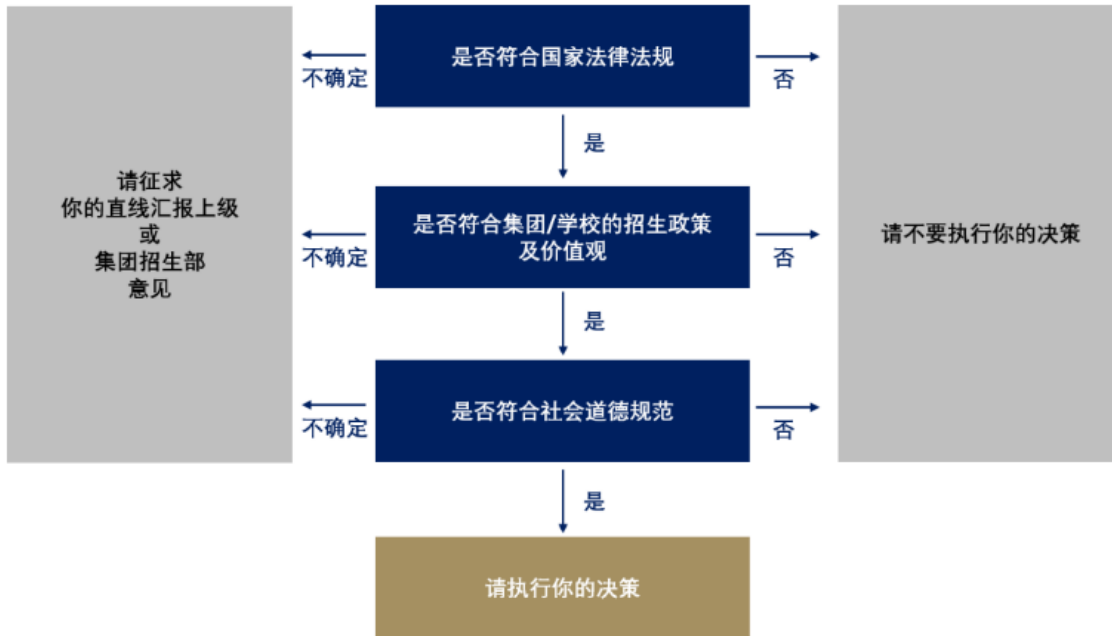 是否符合国家法律法规
不确定
否
是
请征求
你的直线汇报上级
或
集团招生部
意见
是否符合集团/学校的招生政策
及价值观
不确定
否
请不要执行你的决策
是
是否符合社会道德规范
不确定
否
是
请执行你的决策